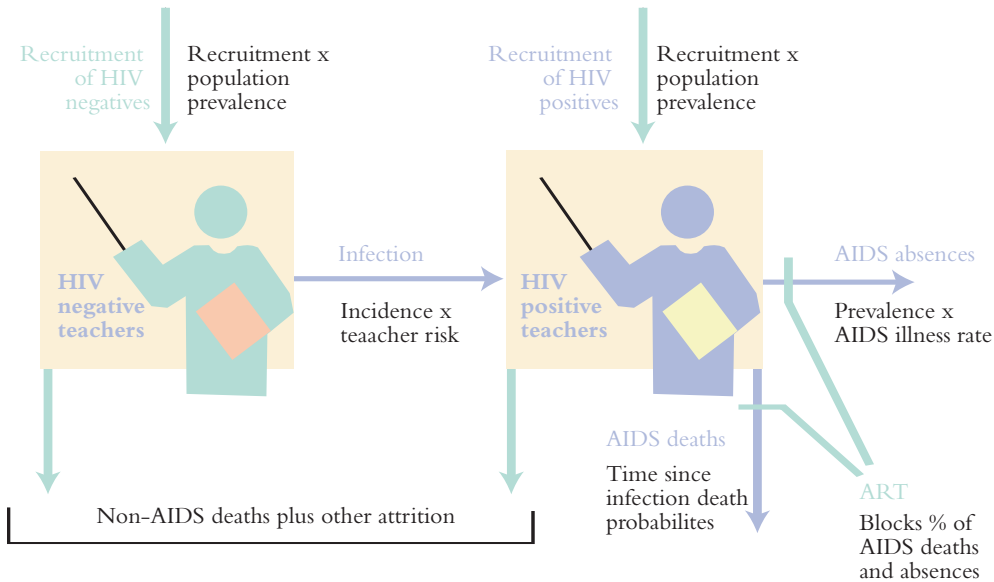 Recruitment
of HIV
negatives
Recruitment x
population
prevalence
Recruitment
of HIV
positives
Recruitment x
population
prevalence
HIV
negative
teachers
Infection
Incidence x
teaacher risk
HIV
positive
teachers
AIDS absences
Prevalence x
AIDS illness rate
AIDS deaths
Time since
infection death
probabilites
ART
Blocks % of
AIDS deaths
and absences
Non-AIDS deaths plus other attrition